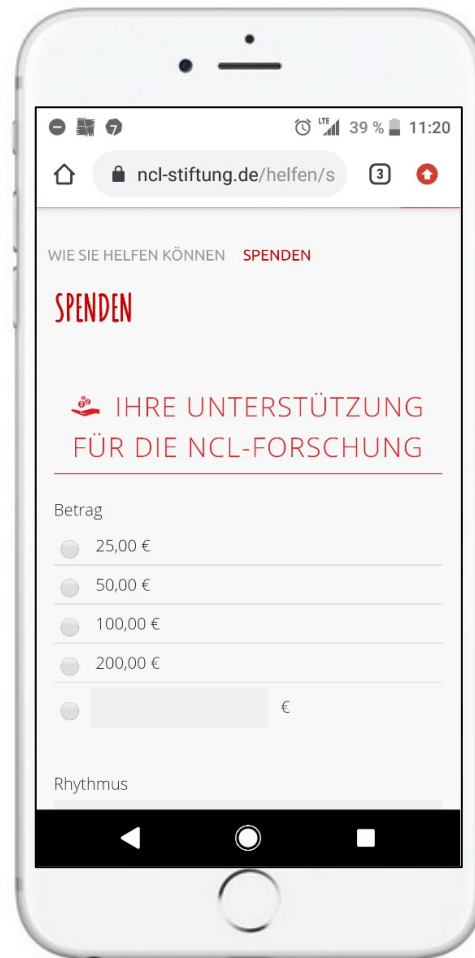 LTE 39 % 11:20
ncl-stiftung.de/helfen/s 3
WIE SIE HELFEN KÖNNEN SPENDEN
SPENDEN
IHRE UNTERSTÜTZUNG
FÜR DIE NCL-FORSCHUNG
Betrag
25,00 €
50,00 €
100,00 €
200,00 €
€
Rhythmus